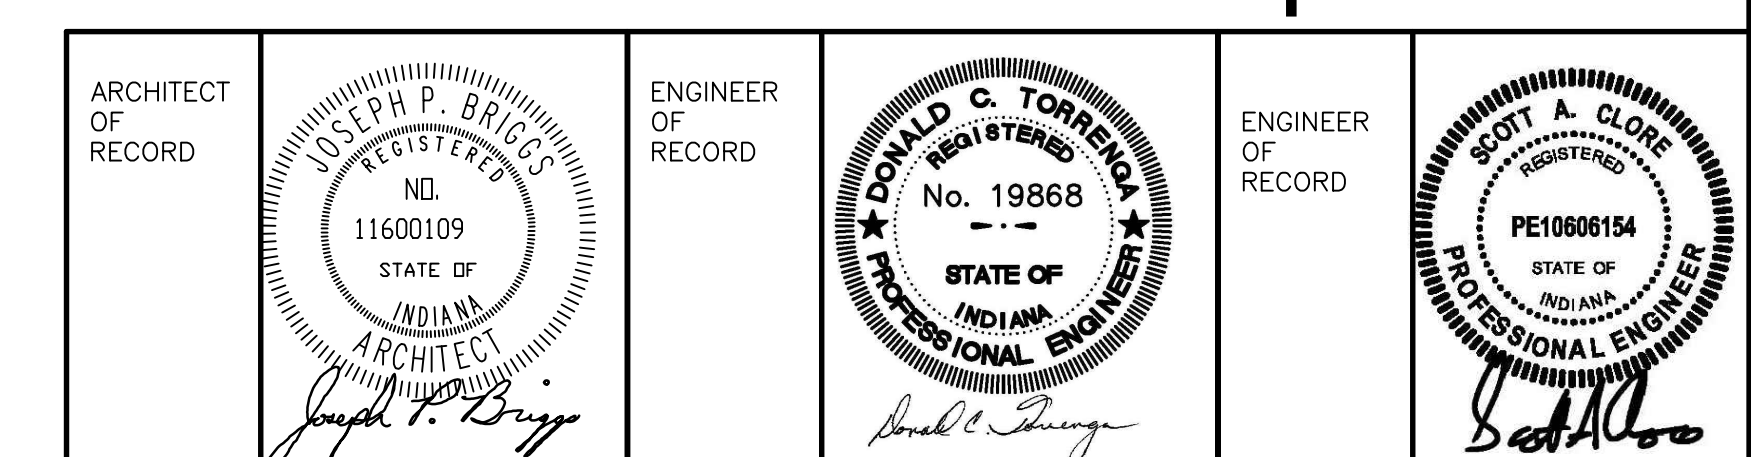 ARCHITECT
OF
RECORD
JOSEPH P. BRIGGS
REGISTERED
NO.
11600109
STATE OF
INDIANA
ARCHITECT
Joseph P. Briggs
ENGINEER
OF
RECORD
DONALD C. TORRENGA
REGISTERED
No. 19868
STATE OF
INDIANA
PROFESSIONAL ENGINEER
Donald C. Torrenga
ENGINEER
OF
RECORD
SCOTT A. CLORE
REGISTERED
PE10606154
STATE OF
INDIANA
PROFESSIONAL ENGINEER
Scott A Clore